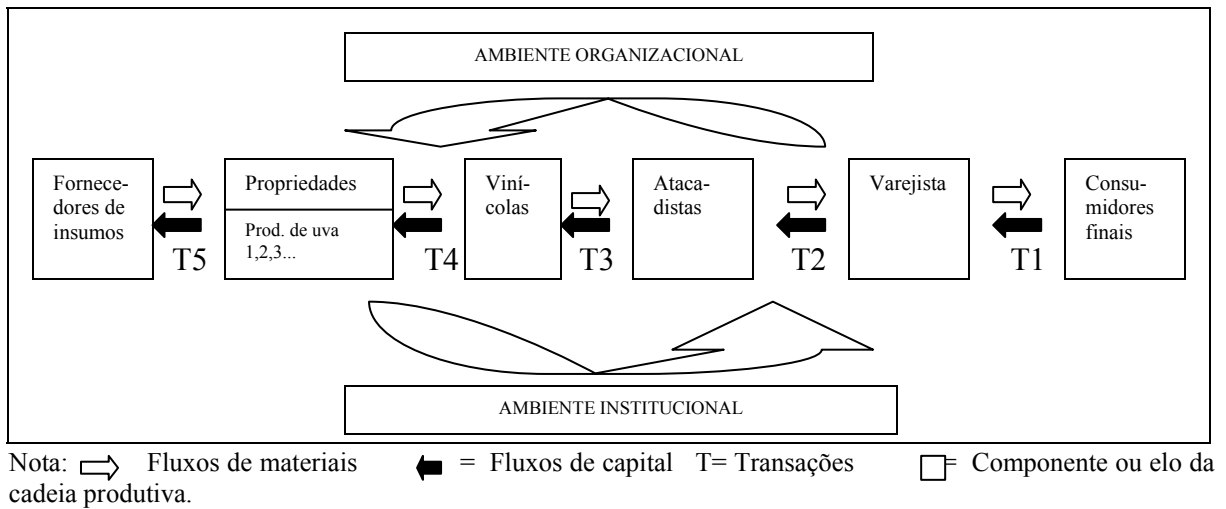 AMBIENTE ORGANIZACIONAL
Fornece-
dores de
insumos
T5
Propriedades
Prod. de uva
1,2,3...
T4
Viní-
colas
T3
Ataca-
distas
T2
Varejista
T1
Consu-
midores
finais
AMBIENTE INSTITUCIONAL
Nota: Fluxos de materiais = Fluxos de capital T= Transações = Componente ou elo da
cadeia produtiva.